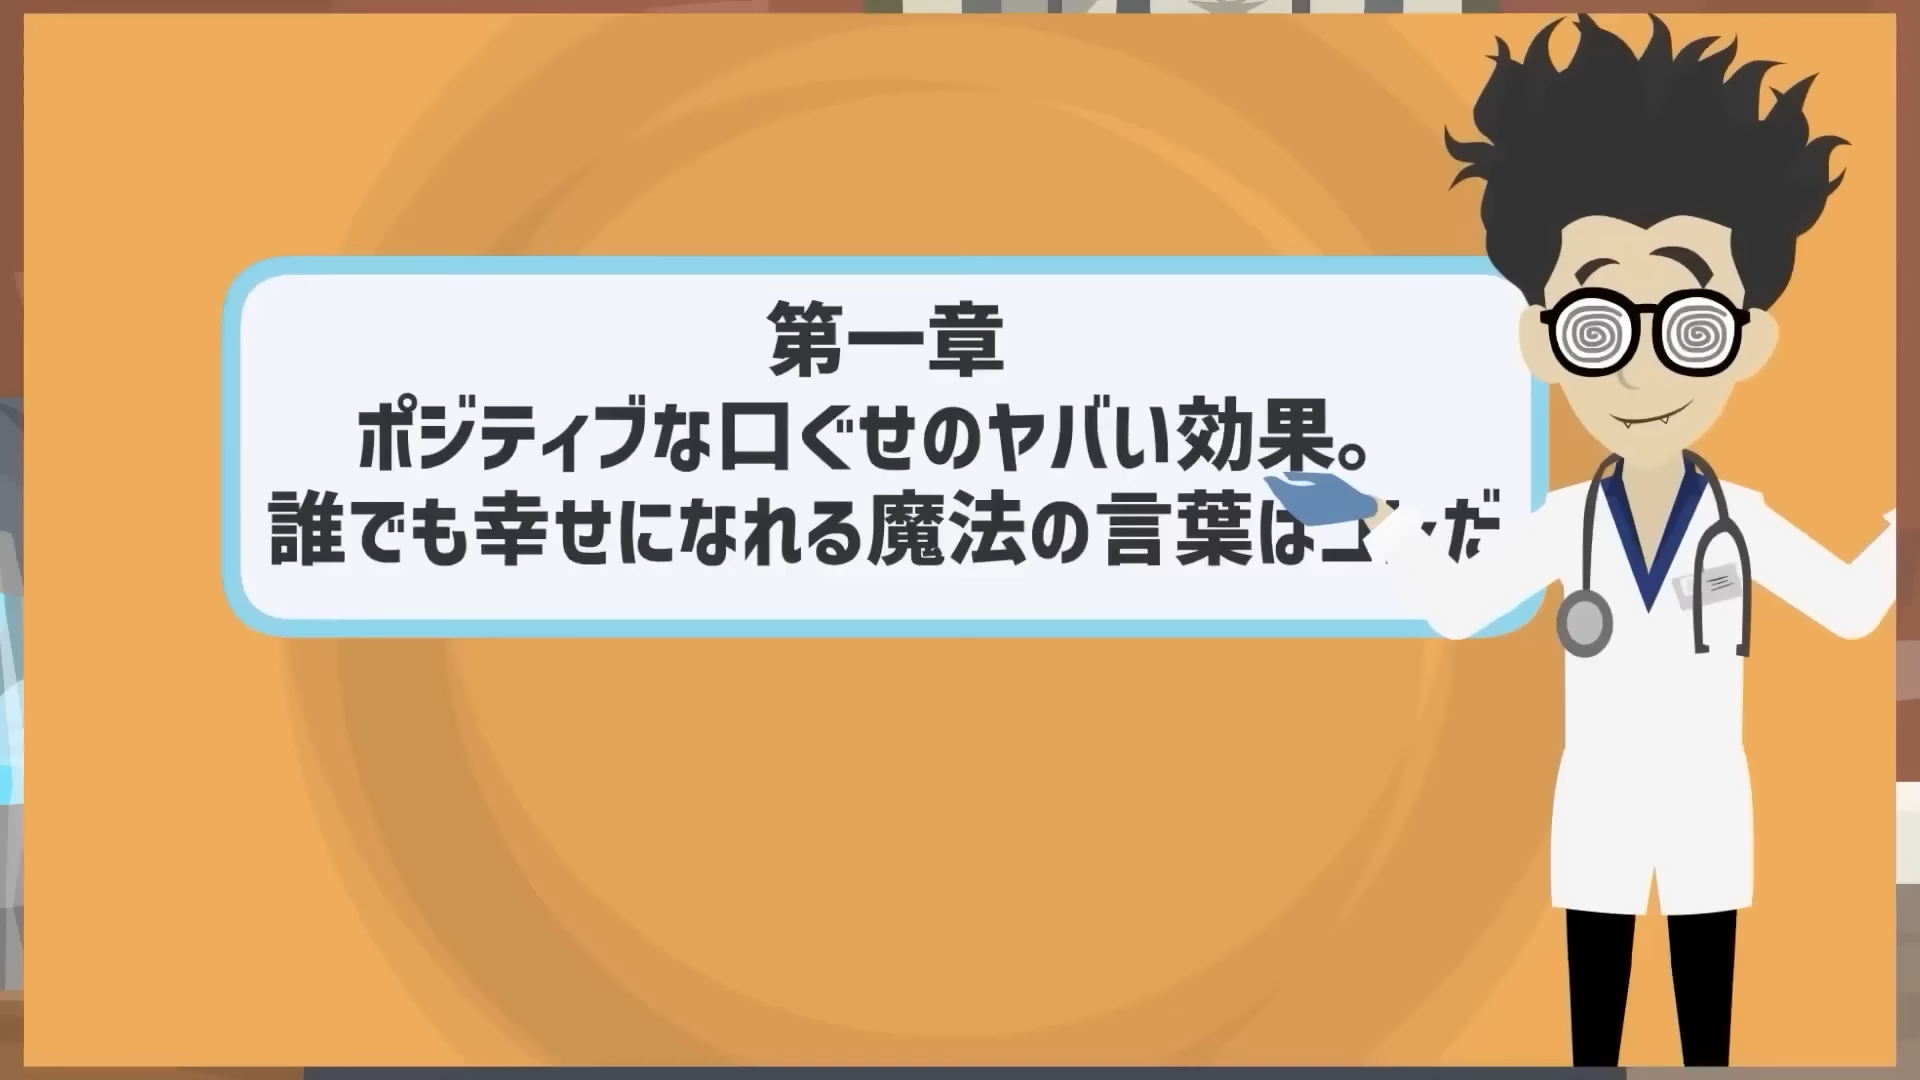 第一章
ポジティブな口ぐせのヤバい効果。
誰でも幸せになれる魔法の言葉は